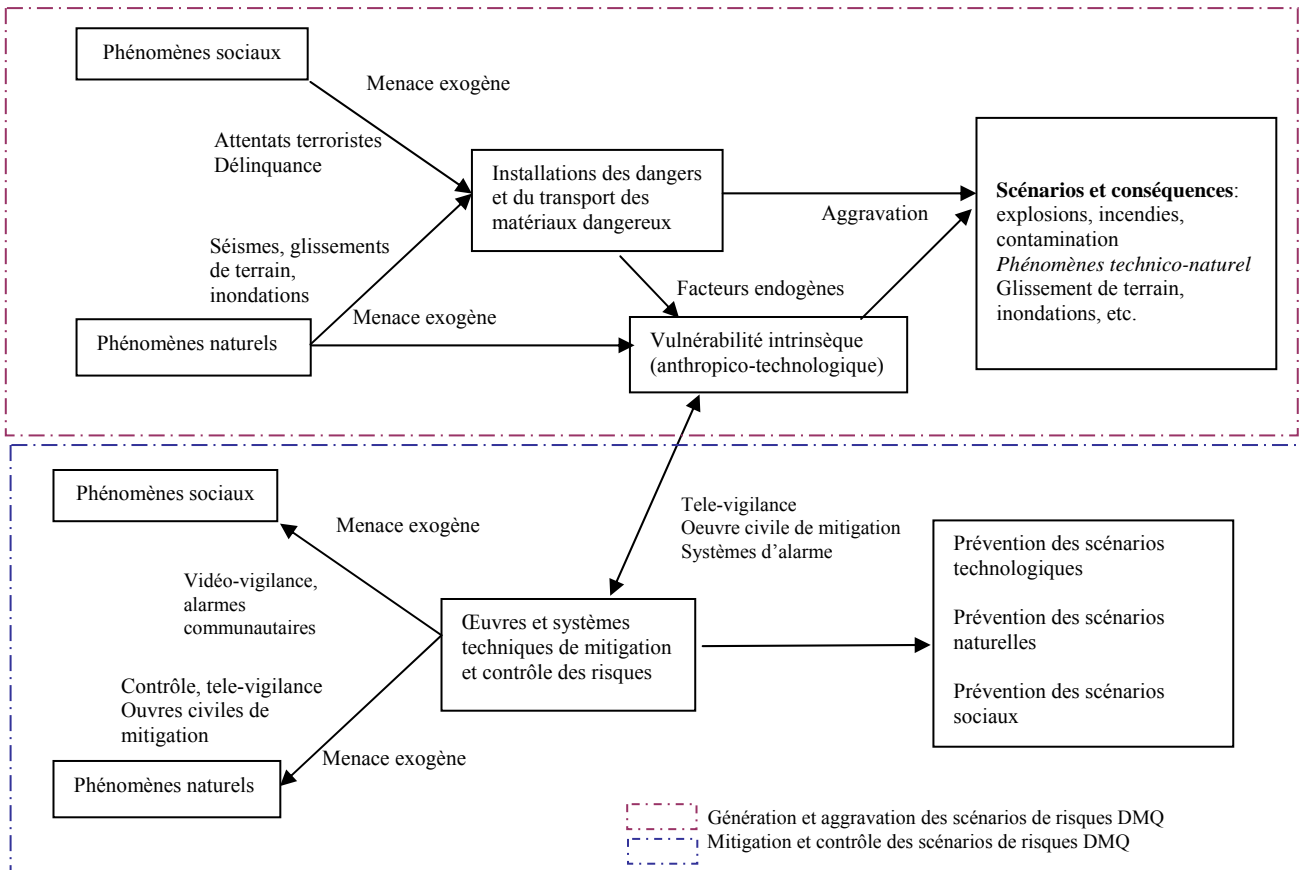 Phénomènes sociaux
Menace exogène
Attentats terroristes
Délinquance
Installations des dangers
et du transport des
matériaux dangereux
Aggravation
Scénarios et conséquences:
explosions, incendies,
contamination
Phénomènes technico-naturel
Glissement de terrain,
inondations, etc.
Séismes, glissements
de terrain,
inondations
Facteurs endogènes
Menace exogène
Phénomènes naturels
Vulnérabilité intrinsèque
(anthropico-technologique)
Phénomènes sociaux
Menace exogène
Tele-vigilance
Oeuvre civile de mitigation
Systèmes d'alarme
Vidéo-vigilance,
alarmes
communautaires
Œuvres et systèmes
techniques de mitigation
et contrôle des risques
Prévention des scénarios
technologiques
Prévention des scénarios
naturelles
Prévention des scénarios
sociaux
Contrôle, tele-vigilance
Ouvres civiles de
mitigation
Menace exogène
Phénomènes naturels
Génération et aggravation des scénarios de risques DMQ
Mitigation et contrôle des scénarios de risques DMQ